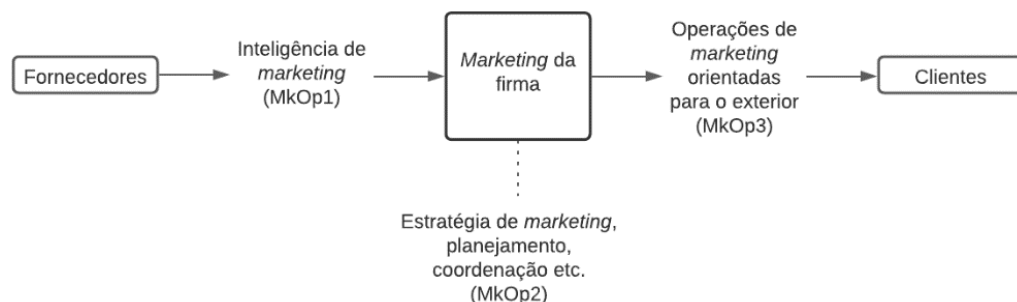 Fornecedores
Inteligência de
marketing
(MkOp1)
Marketing da
firma
Operações de
marketing
orientadas
para o exterior
(MkOp3)
Clientes
Estratégia de marketing,
planejamento,
coordenação etc.
(MkOp2)